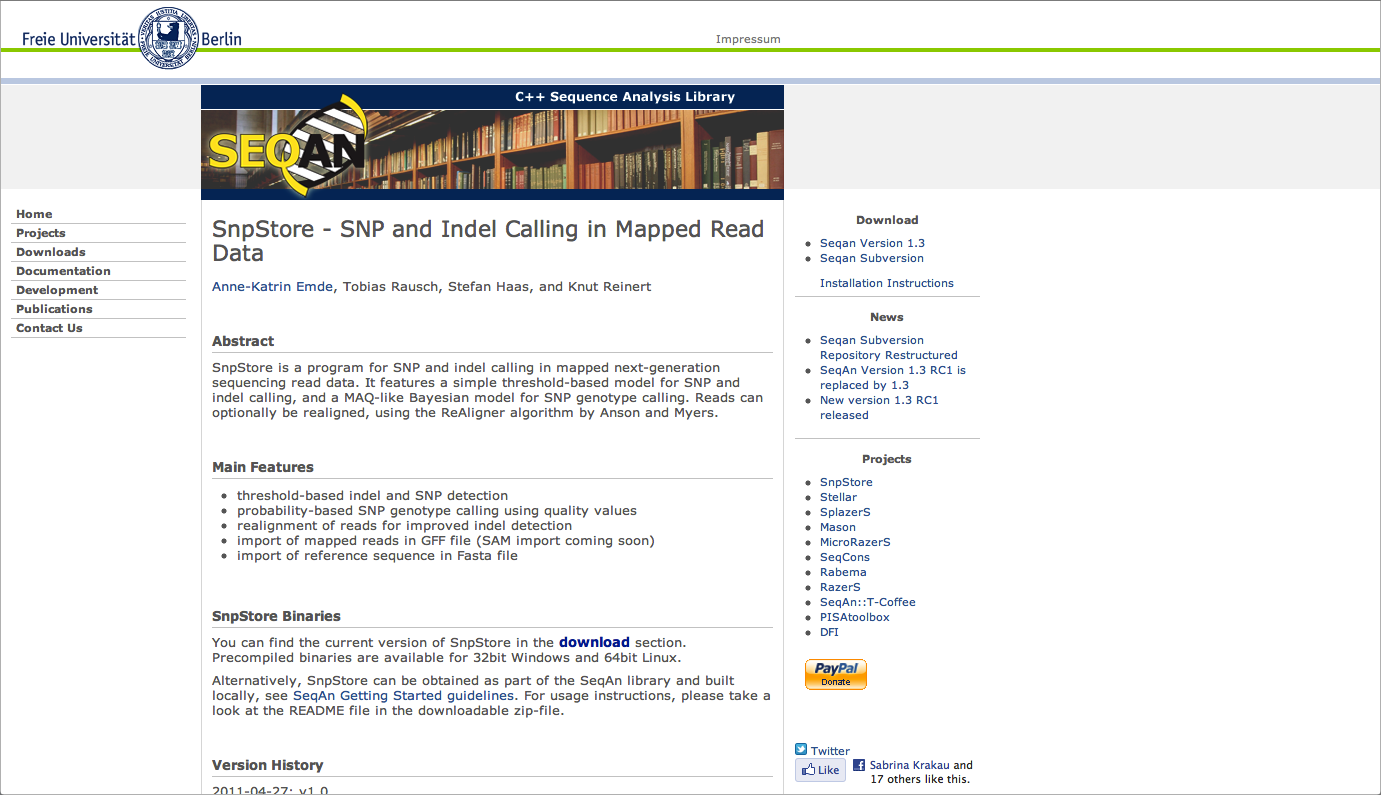 Freie Universität Berlin
Impressum
C++ Sequence Analysis Library
SEQAN
Home
Projects
Downloads
Documentation
Development
Publications
Contact Us
SnpStore - SNP and Indel Calling in Mapped Read
Data
Anne-Katrin Emde, Tobias Rausch, Stefan Haas, and Knut Reinert
Abstract
SnpStore is a program for SNP and indel calling in mapped next-generation
sequencing read data. It features a simple threshold-based model for SNP and
indel calling, and a MAQ-like Bayesian model for SNP genotype calling. Reads can
optionally be realigned, using the ReAligner algorithm by Anson and Myers.
Main Features
threshold-based indel and SNP detection
probability-based SNP genotype calling using quality values
realignment of reads for improved indel detection
import of mapped reads in GFF file (SAM import coming soon)
import of reference sequence in Fasta file
SnpStore Binaries
You can find the current version of SnpStore in the download section.
Precompiled binaries are available for 32bit Windows and 64bit Linux.
Alternatively, SnpStore can be obtained as part of the SeqAn library and built
locally, see SeqAn Getting Started guidelines. For usage instructions, please take a
look at the README file in the downloadable zip-file.
Version History
2011-04-27: v1.0
Download
Seqan Version 1.3
Seqan Subversion
Installation Instructions
News
Seqan Subversion
Repository Restructured
SeqAn Version 1.3 RC1 is
replaced by 1.3
New version 1.3 RC1
released
Projects
SnpStore
Stellar
SplazerS
Mason
MicroRazerS
SeqCons
Rabema
RazerS
SeqAn::T-Coffee
PISAtoolbox
DFI
PayPal
Donate
Twitter
Like
Sabrina Krakau and
17 others like this.